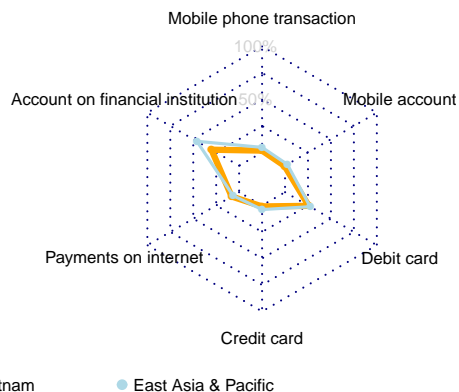 Mobile phone transaction
100%
Account on financial institution
50%
Mobile account
Payments on internet
Debit card
Credit card
tnam
East Asia & Pacific